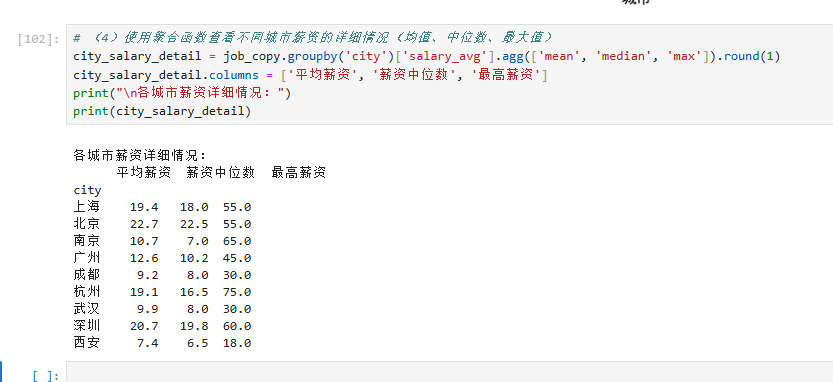 城市
[102]: # （4）使用聚合函数查看不同城市薪资的详细情况（均值、中位数、最大值）
city_salary_detail = job_copy.groupby('city')['salary_avg'].agg(['mean', 'median', 'max']).round(1)
city_salary_detail.columns = ['平均薪资', '薪资中位数', '最高薪资']
print("\n各城市薪资详细情况：")
print(city_salary_detail)
各城市薪资详细情况：
平均薪资 薪资中位数 最高薪资
city
上海 19.4 18.0 55.0
北京 22.7 22.5 55.0
南京 10.7 7.0 65.0
广州 12.6 10.2 45.0
成都 9.2 8.0 30.0
杭州 19.1 16.5 75.0
武汉 9.9 8.0 30.0
深圳 20.7 19.8 60.0
西安 7.4 6.5 18.0
[ ]: